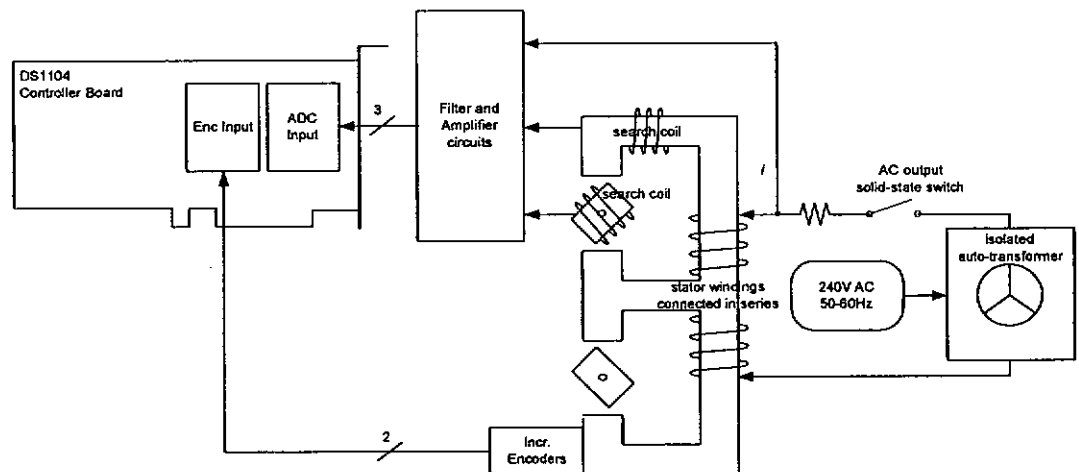 DS1104
Controller Board
Enc Input
ADC
Input
3
Filter and
Amplifier
circuits
search coil
search coil
i
AC output
solid-state switch
isolated
auto-transformer
240V AC
50-60Hz
stator windings
connected in series
2
Incr.
Encoders